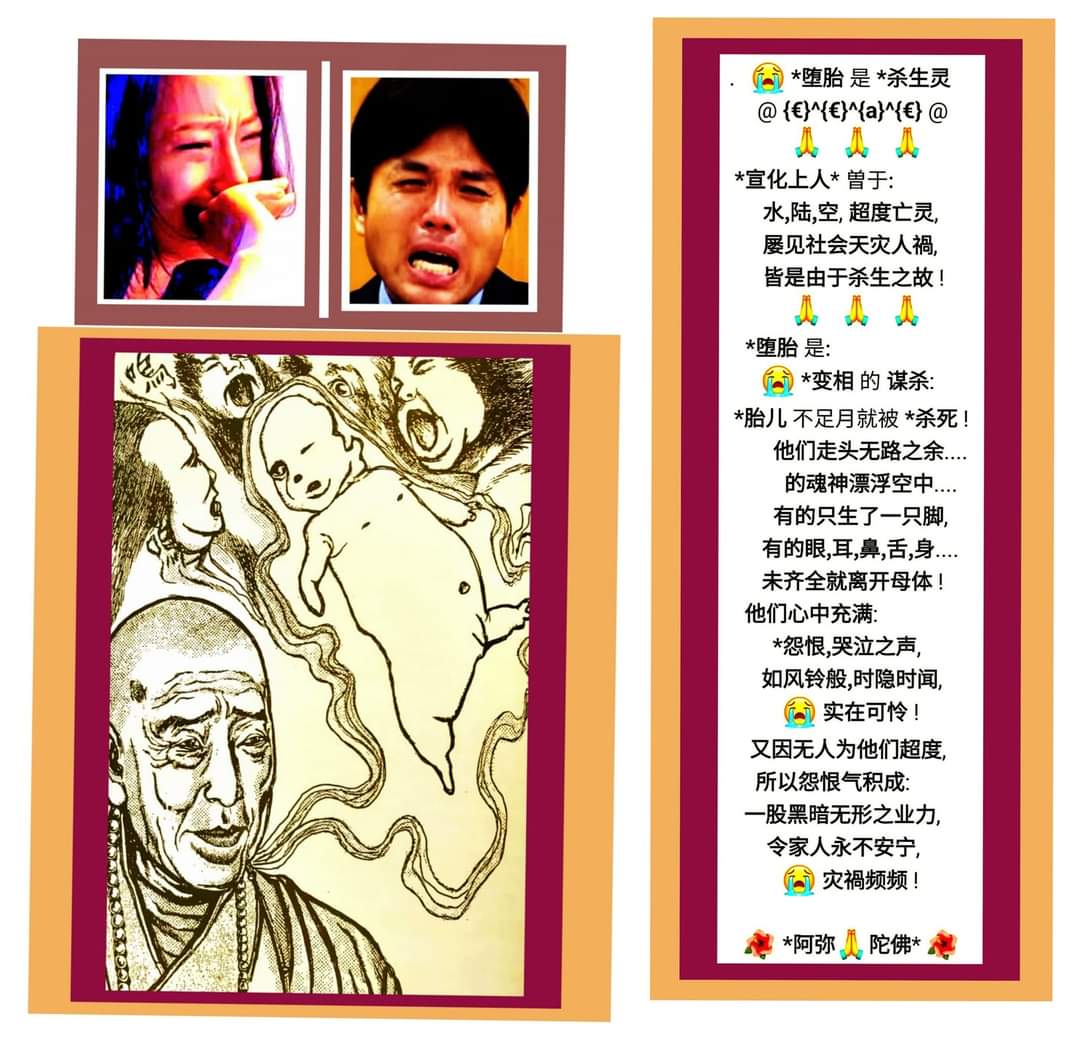 . 😭 *堕胎 是 *杀生灵
@ {€}^{€}^{a}^{€} @
🙏 🙏 🙏
*宣化上人* 曾于:
水,陆,空, 超度亡灵,
屡见社会天灾人禍,
皆是由于杀生之故 !
🙏 🙏 🙏
*堕胎 是:
😭 *变相 的 谋杀:
*胎儿 不足月就被 *杀死 !
他们走头无路之余....
的魂神漂浮空中....
有的只生了一只脚,
有的眼,耳,鼻,舌,身....
未齐全就离开母体 !
他们心中充满:
*怨恨,哭泣之声,
如风铃般,时隐时闻,
😭 实在可怜 !
又因无人为他们超度,
所以怨恨气积成:
一股黑暗无形之业力,
令家人永不安宁,
😭 灾禍频频 !
🌺 *阿弥🙏陀佛* 🌺